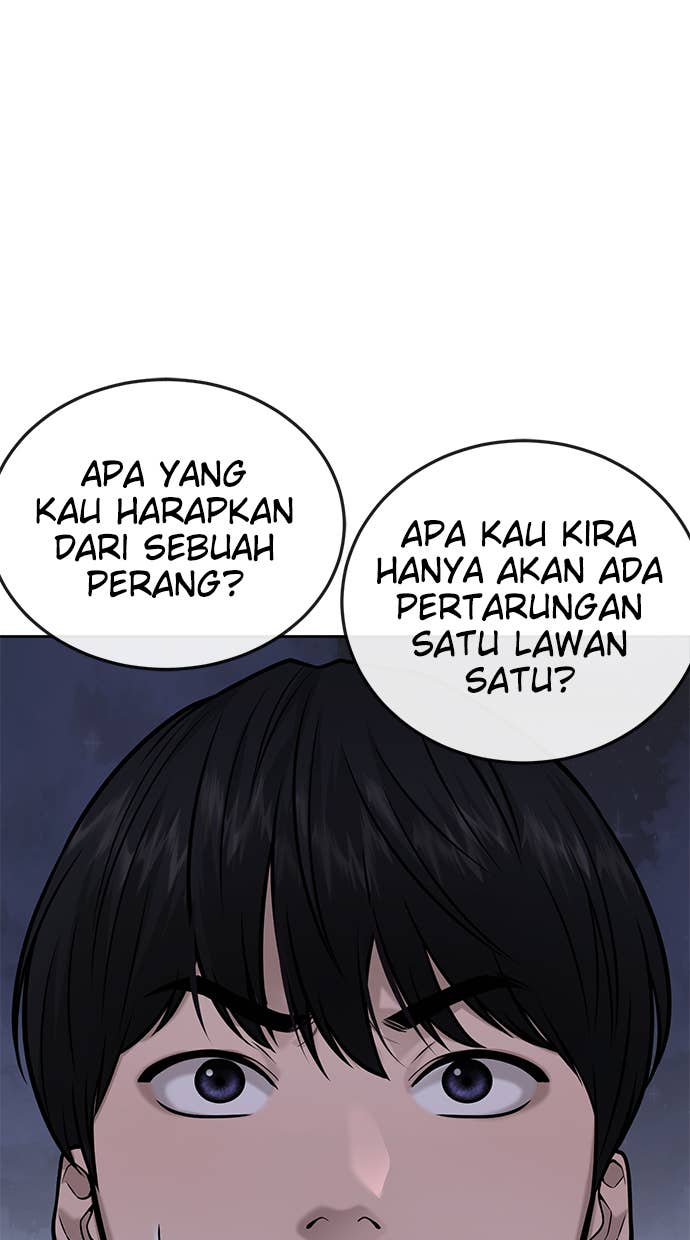 APA YANG
KAU HARAPKAN
DARI SEBUAH
PERANG?
APA KAU KIRA
HANYA AKAN ADA
PERTARUNGAN
SATU LAWAN
SATU?